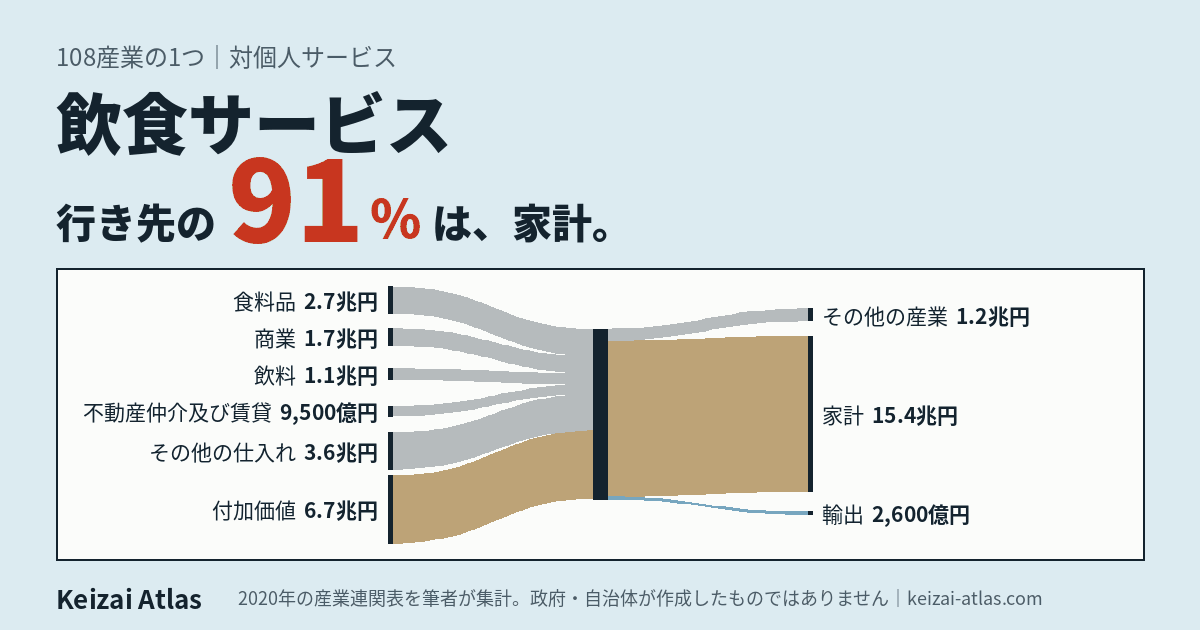 108産業の1つ｜対個人サービス
飲食サービス
行き先の 91% は、家計。
食料品 2.7兆円
商業 1.7兆円
飲料 1.1兆円
不動産仲介及び賃貸 9,500億円
その他の仕入れ 3.6兆円
付加価値 6.7兆円
その他の産業 1.2兆円
家計 15.4兆円
輸出 2,600億円
Keizai Atlas
2020年の産業連関表を筆者が集計。政府・自治体が作成したものではありません｜keizai-atlas.com